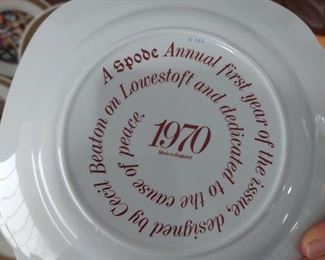 A Spode Annual first year of the issue, designed by Cecil Beaton on Lowestoft and dedicated to the cause of peace.
1970
Made in England